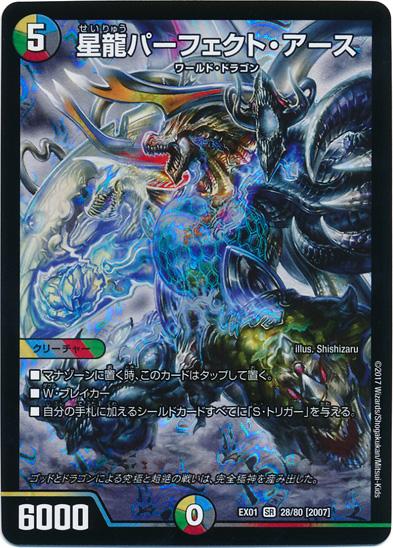 5
せいりゅう
星龍パーフェクト・アース
ワールド・ドラゴン
illus. Shishizaru
クリーチャー
■ マナゾーンに置く時、このカードはタップして置く。
■ W・ブレイカー
■ 自分の手札に加えるシールドカードすべてに「S・トリガー」を与える。
ゴッドとドラゴンによる究極と超絶の戦いは、完全極神を産み出した。
©2017 Wizards/Shogakukan/Mitsui-Kids
6000
0
EX01 SR 28/80 [2007]